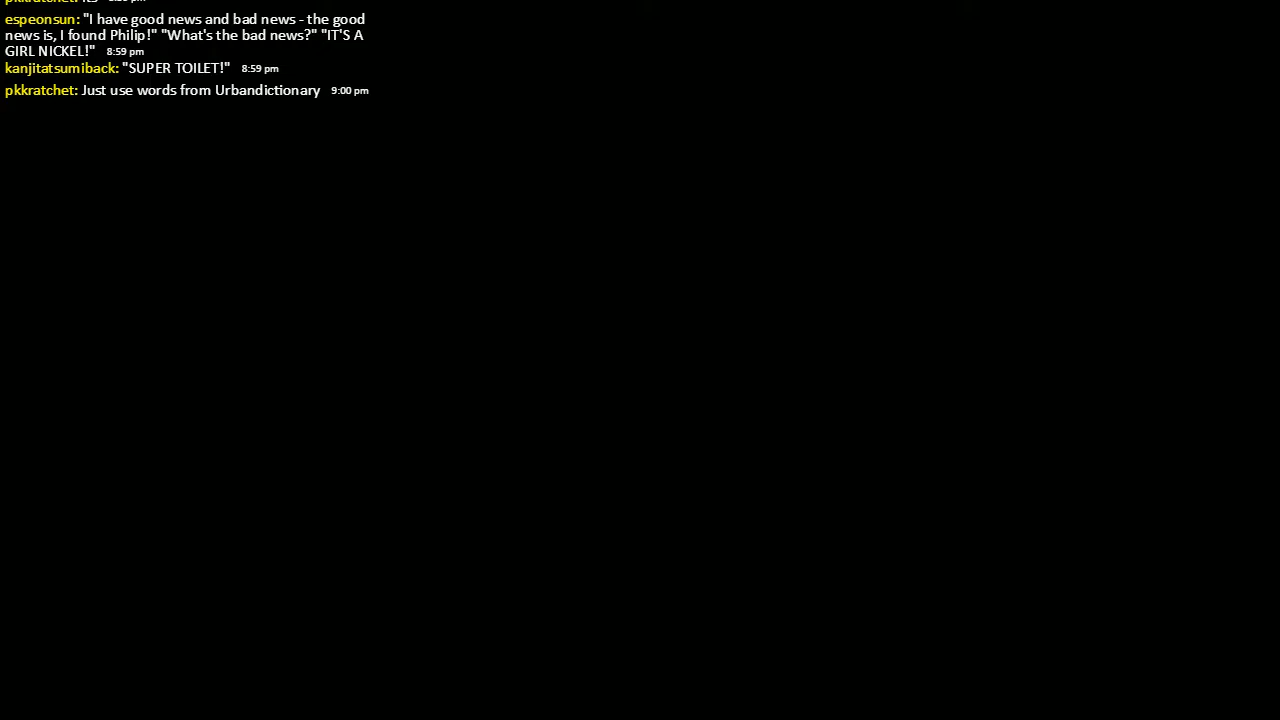 espeonsun: "I have good news and bad news - the good
news is, I found Philip!" "What's the bad news?" "IT'S A
GIRL NICKEL!" 8:59 pm
kanjitatsumiback: "SUPER TOILET!" 8:59 pm
pkkratchet: Just use words from Urbandictionary 9:00 pm